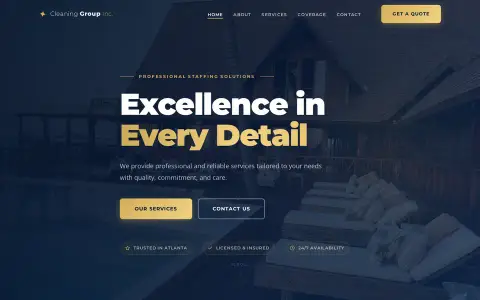 Cleaning Group Inc.
HOME ABOUT SERVICES COVERAGE CONTACT
GET A QUOTE
PROFESSIONAL STAFFING SOLUTIONS
Excellence in
Every Detail
We provide professional and reliable services tailored to your needs
with quality, commitment, and care.
OUR SERVICES
CONTACT US
TRUSTED IN ATLANTA
LICENSED & INSURED
24/7 AVAILABILITY